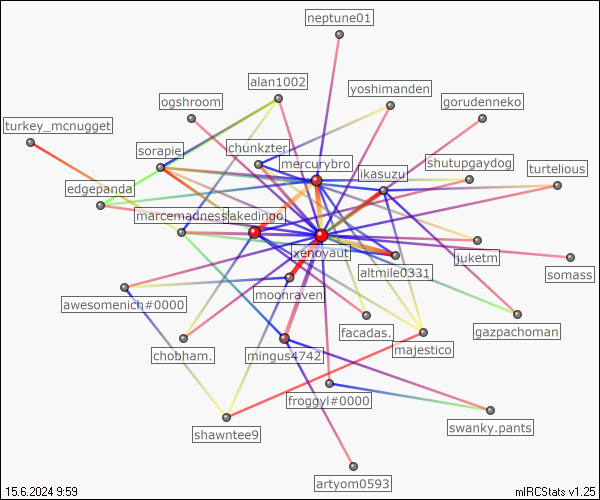 neptune01
alan1002
yoshimanden
ogshroom
gorudenneko
turkey_mcnugget
chunkzter
sorapie
mercurybro
shutupgaydog
ikasuzu
turtelious
edgepanda
marcemadness
lakedingo
xenoyaut
juketm
altmile0331
somass
moonraven
awesomenich#0000
facadas.
gazpachoman
chobham.
mingus4742
majestico
froggyl#0000
swanky.pants
shawntee9
artyom0593
15.6.2024 9:59
mIRCStats v1.25